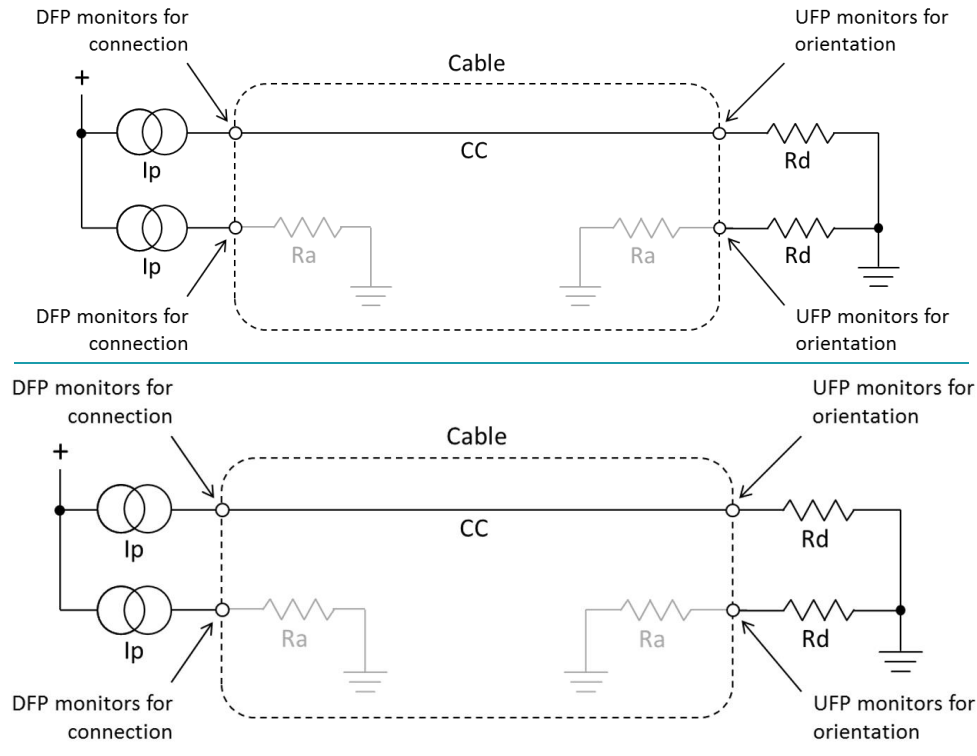 DFP monitors for
connection
UFP monitors for
orientation
Cable
+
Ip
CC
Rd
Ip
Ra
Ra
Rd
DFP monitors for
connection
UFP monitors for
orientation
DFP monitors for
connection
UFP monitors for
orientation
Cable
+
Ip
CC
Rd
Ip
Ra
Ra
Rd
DFP monitors for
connection
UFP monitors for
orientation